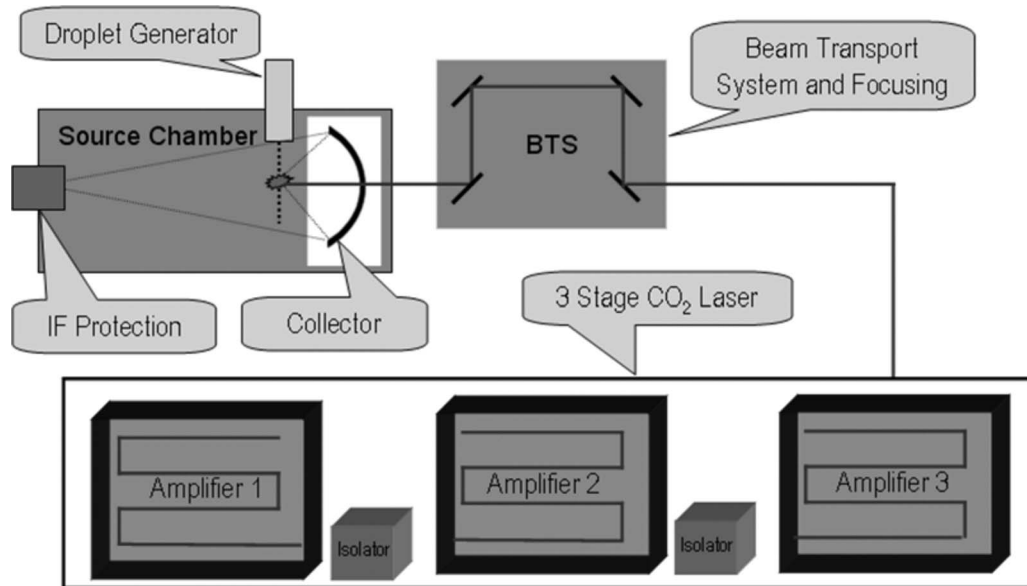 Droplet Generator
Beam Transport
System and Focusing
Source Chamber
BTS
IF Protection
Collector
3 Stage CO₂ Laser
Amplifier 1
Isolator
Amplifier 2
Isolator
Amplifier 3